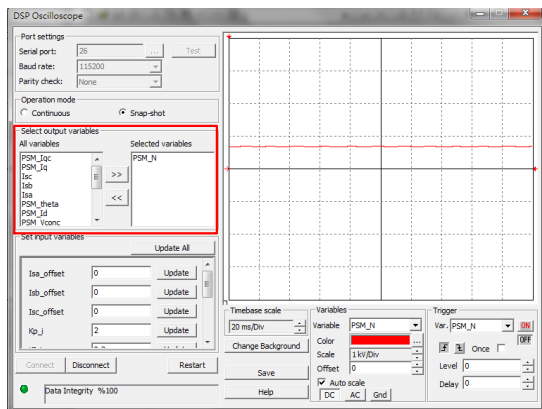 DSP Oscilloscope
Port settings
Serial port: 26 ... Test
Baud rate: 115200
Parity check: None
Operation mode
Continuous Snap-shot
Select output variables
All variables Selected variables
PSM_Iqc PSM_N
PSM_Iq
Isc >>
Isb
Isa <<
PSM_theta
PSM_Id
PSM_Vconc
Set input variables
Update All
Isa_offset 0 Update
Isb_offset 0 Update
Isc_offset 0 Update
Kp_i 2 Update
Connect Disconnect Restart
Data Integrity %100
Timebase scale
20 ms/Div
Change Background
Save
Help
Variables
Variable PSM_N
Color ...
Scale 1 kV/Div
Offset 0
Auto scale
DC AC Gnd
Trigger
Var. PSM_N ON
OFF
Once
Level 0
Delay 0